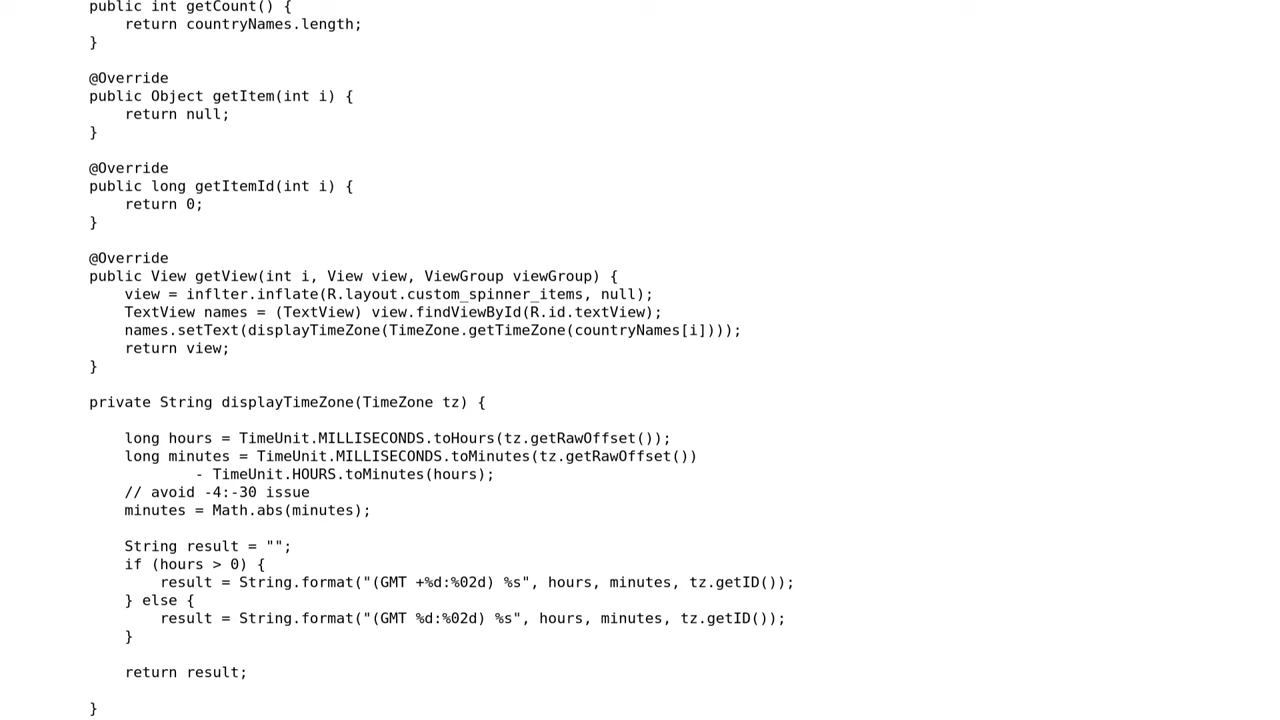 public int getCount() {
return countryNames.length;
}
@Override
public Object getItem(int i) {
return null;
}
@Override
public long getItemId(int i) {
return 0;
}
@Override
public View getView(int i, View view, ViewGroup viewGroup) {
view = inflter.inflate(R.layout.custom_spinner_items, null);
TextView names = (TextView) view.findViewById(R.id.textView);
names.setText(displayTimeZone(TimeZone.getTimeZone(countryNames[i])));
return view;
}
private String displayTimeZone(TimeZone tz) {
long hours = TimeUnit.MILLISECONDS.toHours(tz.getRawOffset());
long minutes = TimeUnit.MILLISECONDS.toMinutes(tz.getRawOffset())
- TimeUnit.HOURS.toMinutes(hours);
// avoid -4:-30 issue
minutes = Math.abs(minutes);
String result = "";
if (hours > 0) {
result = String.format("(GMT +%d:%02d) %s", hours, minutes, tz.getID());
} else {
result = String.format("(GMT %d:%02d) %s", hours, minutes, tz.getID());
}
return result;
}